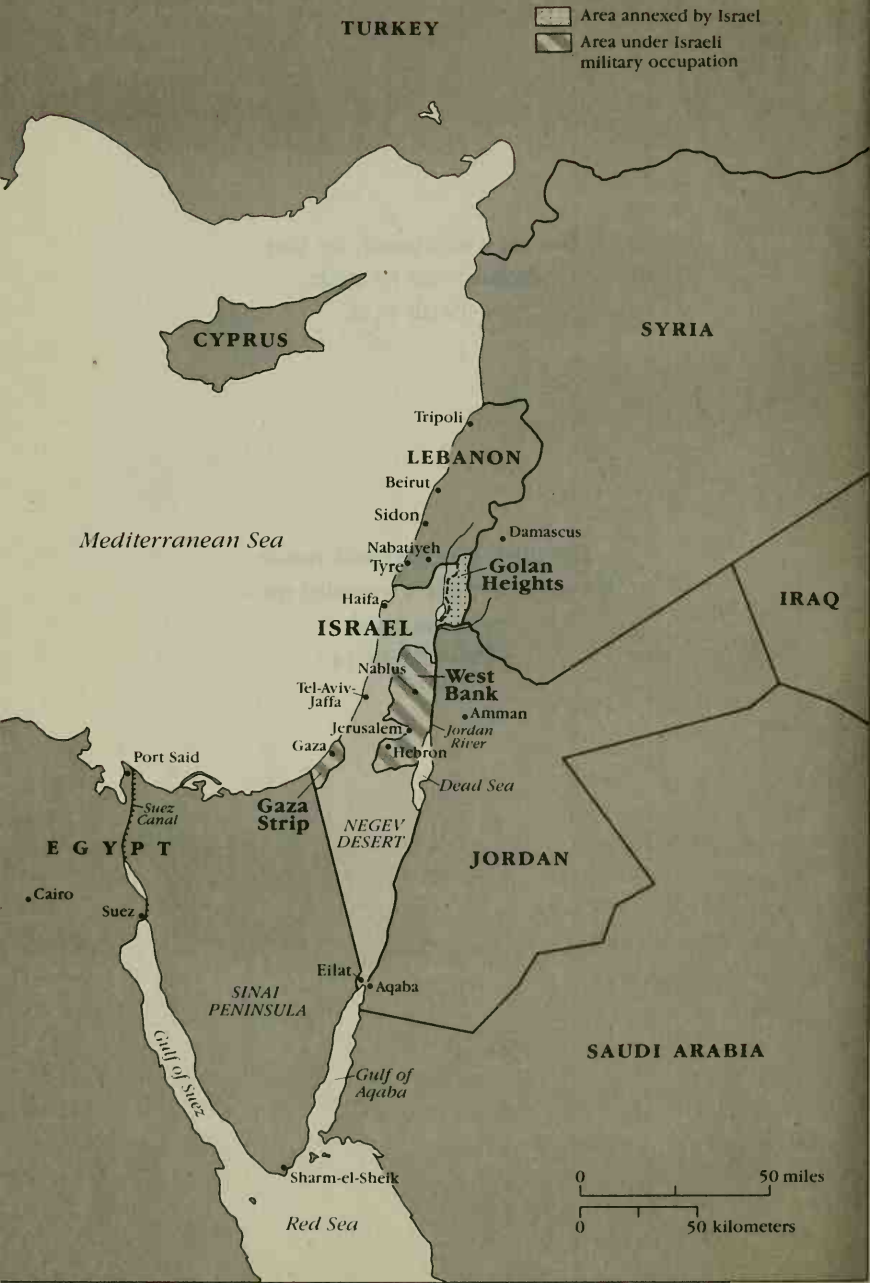 TURKEY
Area annexed by Israel
Area under Israeli
military occupation
CYPRUS
SYRIA
Tripoli
LEBANON
Beirut
Sidon
Mediterranean Sea
Damascus
Nabatiyeh
Tyre
Golan
Heights
Haifa
IRAQ
ISRAEL
Nablus
West
Bank
Tel-Aviv-
Jaffa
Amman
Jerusalem
Jordan
River
Gaza
Hebron
Port Said
Dead Sea
Suez
Canal
Gaza
Strip
NEGEV
DESERT
EGYPT
JORDAN
Cairo
Suez
Eilat
Aqaba
SINAI
PENINSULA
SAUDI ARABIA
Gulf of Suez
Gulf of
Aqaba
Sharm-el-Sheik
0 50 miles
Red Sea
0 50 kilometers